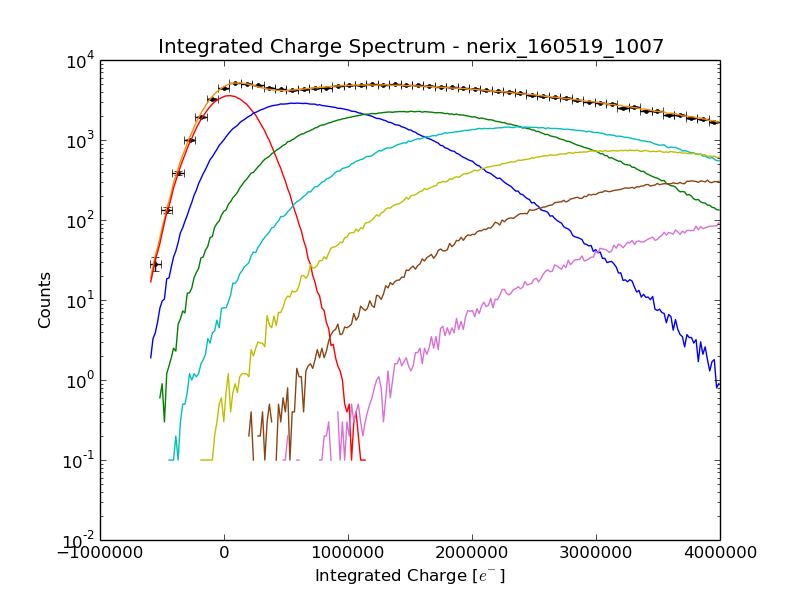 Integrated Charge Spectrum - nerix_160519_1007
10^4
10^3
10^2
10^1
10^0
10^-1
10^-2
Counts
−1000000 0 1000000 2000000 3000000 4000000
Integrated Charge [e^−]